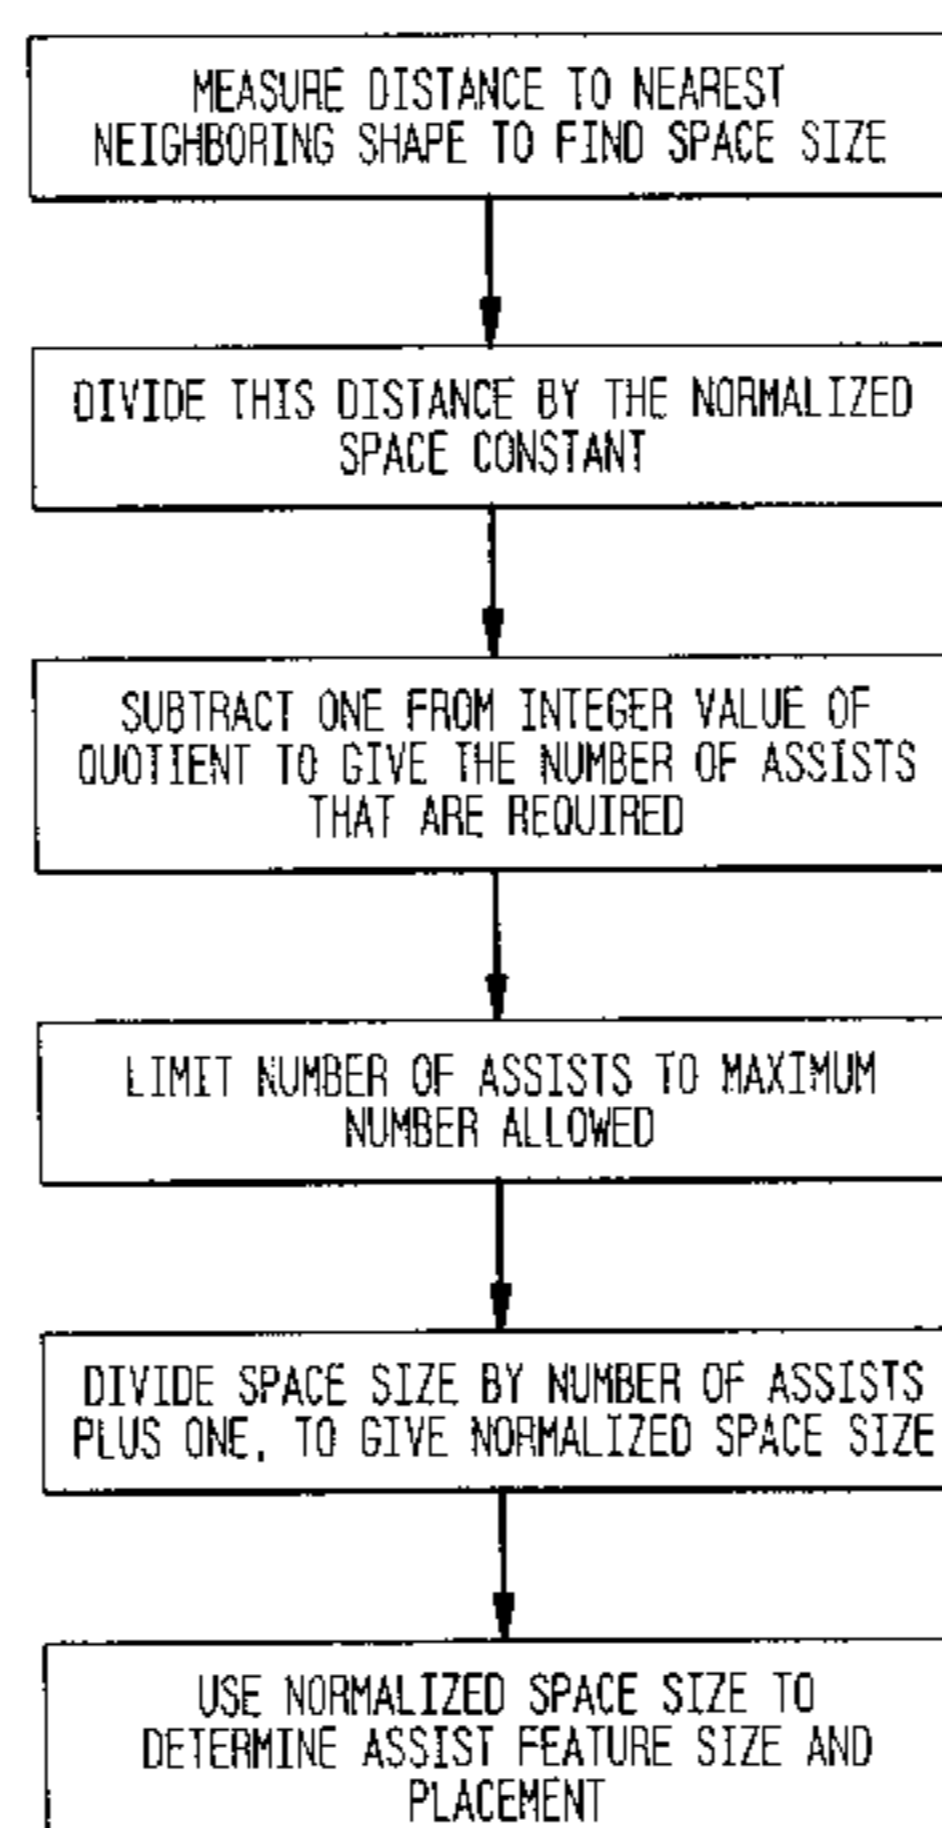 MEASURE DISTANCE TO NEAREST
NEIGHBORING SHAPE TO FIND SPACE SIZE
DIVIDE THIS DISTANCE BY THE NORMALIZED
SPACE CONSTANT
SUBTRACT ONE FROM INTEGER VALUE OF
QUOTIENT TO GIVE THE NUMBER OF ASSISTS
THAT ARE REQUIRED
LIMIT NUMBER OF ASSISTS TO MAXIMUM
NUMBER ALLOWED
DIVIDE SPACE SIZE BY NUMBER OF ASSISTS
PLUS ONE, TO GIVE NORMALIZED SPACE SIZE
USE NORMALIZED SPACE SIZE TO
DETERMINE ASSIST FEATURE SIZE AND
PLACEMENT